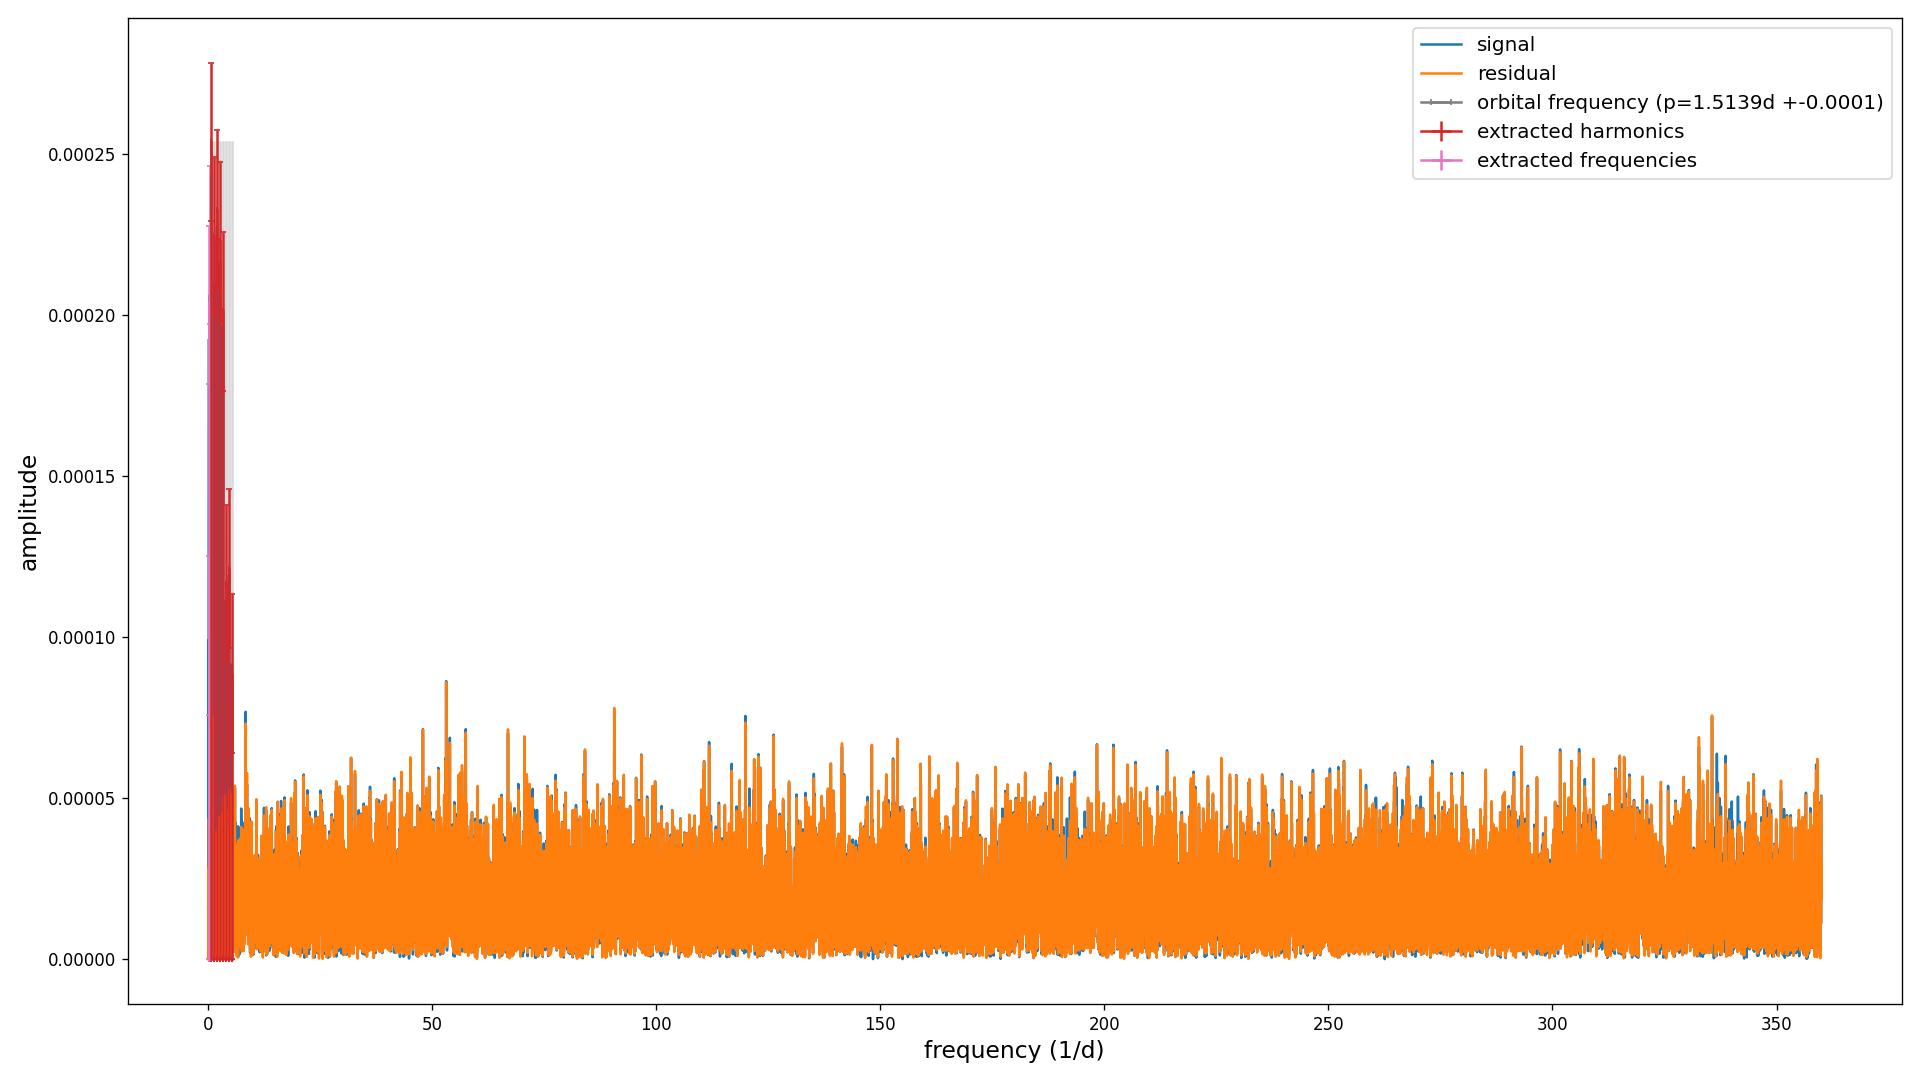 signal
residual
orbital frequency (p=1.5139d +-0.0001)
extracted harmonics
extracted frequencies
0.00025
0.00020
0.00015
0.00010
0.00005
0.00000
amplitude
0 50 100 150 200 250 300 350
frequency (1/d)